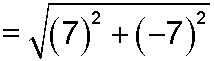 = √((7)² + (−7)²)